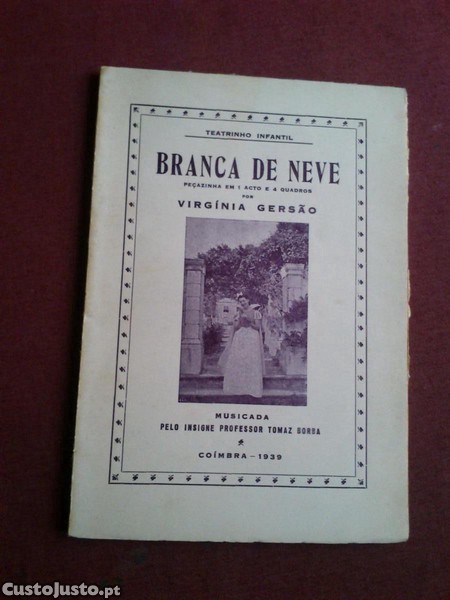 TEATRINHO INFANTIL
BRANCA DE NEVE
PEÇAZINHA EM 1 ACTO E 4 QUADROS
POR
VIRGÍNIA GERSÃO
MUSICADA
PELO INSIGNE PROFESSOR TOMAZ BORBA
COÍMBRA — 1939
CustoJusto.pt